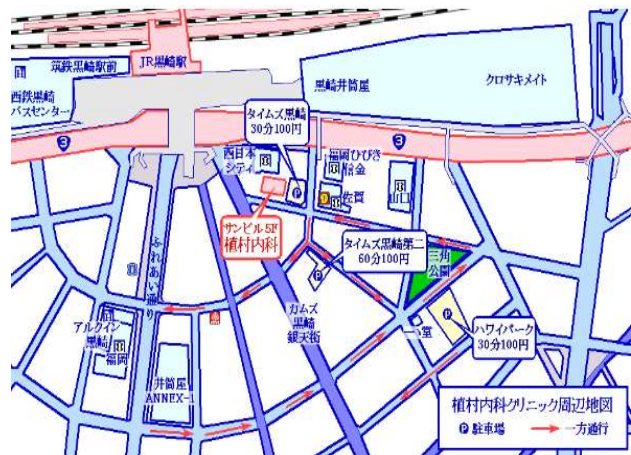 JR黒崎駅
筑鉄黒崎駅前
西鉄黒崎
バスセンター
黒崎井筒屋
クロサキメイト
タイムズ黒崎
30分100円
3
3
西日本
シティ
福岡ひびき
信金
佐賀
山口
サンビル5F
植村内科
タイムズ黒崎第二
60分100円
三角
公園
ふれあい通り
カムズ
黒崎
銀天街
アルクイン
黒崎
福岡
井筒屋
ANNEX-1
ハワイパーク
30分100円
植村内科クリニック周辺地図
P 駐車場
一方通行